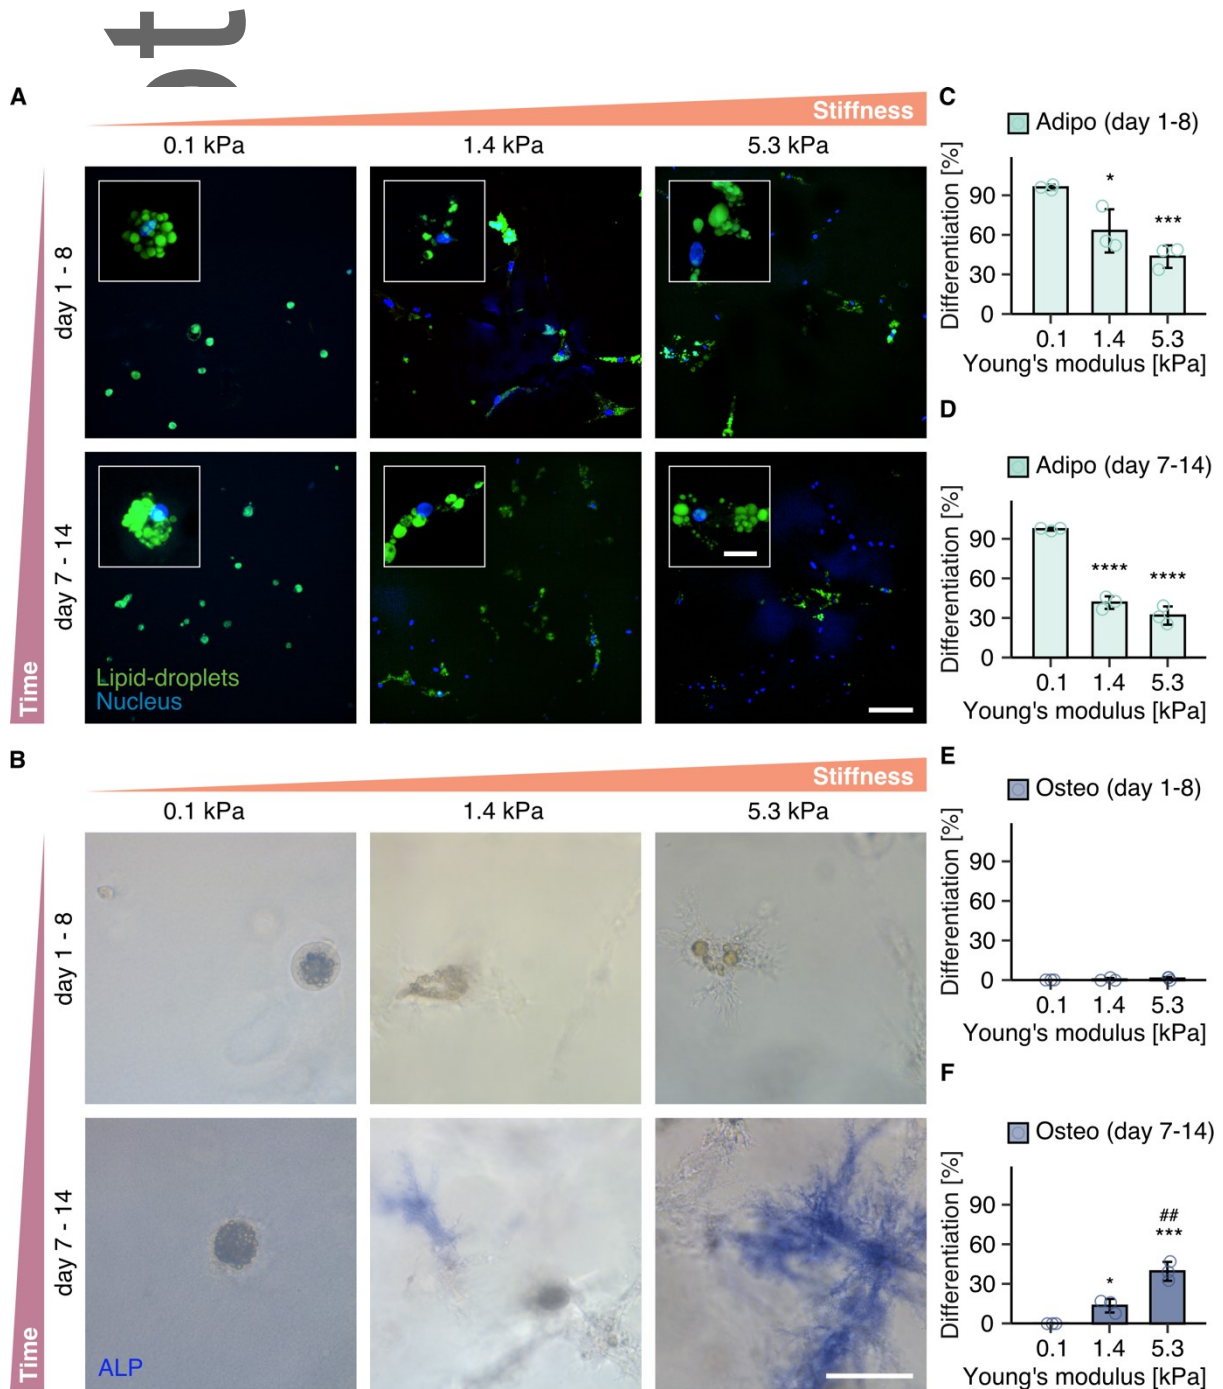 A
Stiffness
0.1 kPa
1.4 kPa
5.3 kPa
day 1 - 8
day 7 - 14
Time
Lipid-droplets
Nucleus
B
Stiffness
0.1 kPa
1.4 kPa
5.3 kPa
day 1 - 8
day 7 - 14
Time
ALP
C
Adipo (day 1-8)
Differentiation [%]
90
60
30
0
*
***
0.1 1.4 5.3
Young's modulus [kPa]
D
Adipo (day 7-14)
Differentiation [%]
90
60
30
0
****
****
0.1 1.4 5.3
Young's modulus [kPa]
E
Osteo (day 1-8)
Differentiation [%]
90
60
30
0
0.1 1.4 5.3
Young's modulus [kPa]
F
Osteo (day 7-14)
Differentiation [%]
90
60
30
0
*
##
***
0.1 1.4 5.3
Young's modulus [kPa]